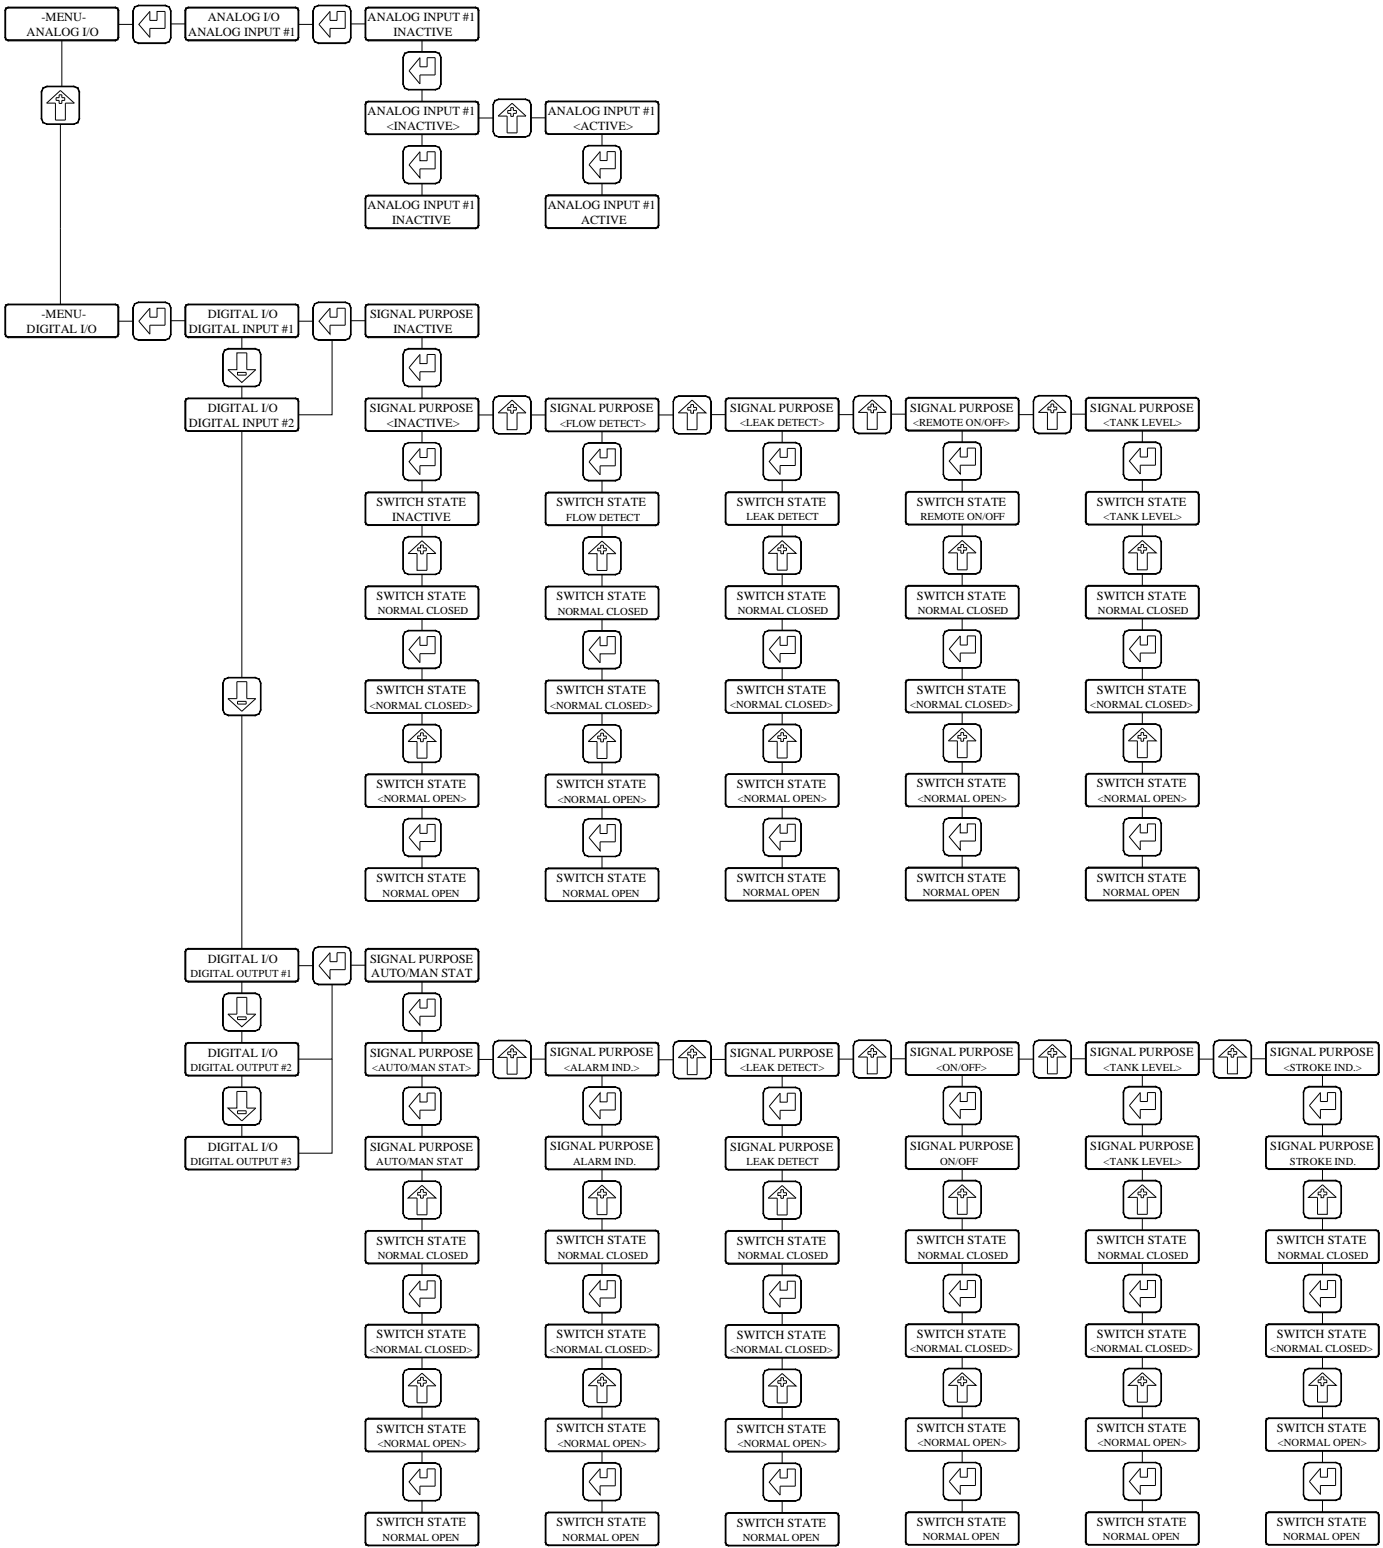 -MENU-
ANALOG I/O
ANALOG I/O
ANALOG INPUT #1
ANALOG INPUT #1
INACTIVE
ANALOG INPUT #1
<INACTIVE>
ANALOG INPUT #1
<ACTIVE>
ANALOG INPUT #1
INACTIVE
ANALOG INPUT #1
ACTIVE
-MENU-
DIGITAL I/O
DIGITAL I/O
DIGITAL INPUT #1
SIGNAL PURPOSE
INACTIVE
DIGITAL I/O
DIGITAL INPUT #2
SIGNAL PURPOSE
<INACTIVE>
SIGNAL PURPOSE
<FLOW DETECT>
SIGNAL PURPOSE
<LEAK DETECT>
SIGNAL PURPOSE
<REMOTE ON/OFF>
SIGNAL PURPOSE
<TANK LEVEL>
SWITCH STATE
INACTIVE
SWITCH STATE
FLOW DETECT
SWITCH STATE
LEAK DETECT
SWITCH STATE
REMOTE ON/OFF
SWITCH STATE
<TANK LEVEL>
SWITCH STATE
NORMAL CLOSED
SWITCH STATE
NORMAL CLOSED
SWITCH STATE
NORMAL CLOSED
SWITCH STATE
NORMAL CLOSED
SWITCH STATE
NORMAL CLOSED
SWITCH STATE
<NORMAL CLOSED>
SWITCH STATE
<NORMAL CLOSED>
SWITCH STATE
<NORMAL CLOSED>
SWITCH STATE
<NORMAL CLOSED>
SWITCH STATE
<NORMAL CLOSED>
SWITCH STATE
<NORMAL OPEN>
SWITCH STATE
<NORMAL OPEN>
SWITCH STATE
<NORMAL OPEN>
SWITCH STATE
<NORMAL OPEN>
SWITCH STATE
<NORMAL OPEN>
SWITCH STATE
NORMAL OPEN
SWITCH STATE
NORMAL OPEN
SWITCH STATE
NORMAL OPEN
SWITCH STATE
NORMAL OPEN
SWITCH STATE
NORMAL OPEN
DIGITAL I/O
DIGITAL OUTPUT #1
SIGNAL PURPOSE
AUTO/MAN STAT
DIGITAL I/O
DIGITAL OUTPUT #2
SIGNAL PURPOSE
<AUTO/MAN STAT>
SIGNAL PURPOSE
<ALARM IND.>
SIGNAL PURPOSE
<LEAK DETECT>
SIGNAL PURPOSE
<ON/OFF>
SIGNAL PURPOSE
<TANK LEVEL>
SIGNAL PURPOSE
<STROKE IND.>
DIGITAL I/O
DIGITAL OUTPUT #3
SIGNAL PURPOSE
AUTO/MAN STAT
SIGNAL PURPOSE
ALARM IND.
SIGNAL PURPOSE
LEAK DETECT
SIGNAL PURPOSE
ON/OFF
SIGNAL PURPOSE
<TANK LEVEL>
SIGNAL PURPOSE
STROKE IND.
SWITCH STATE
NORMAL CLOSED
SWITCH STATE
NORMAL CLOSED
SWITCH STATE
NORMAL CLOSED
SWITCH STATE
NORMAL CLOSED
SWITCH STATE
NORMAL CLOSED
SWITCH STATE
NORMAL CLOSED
SWITCH STATE
<NORMAL CLOSED>
SWITCH STATE
<NORMAL CLOSED>
SWITCH STATE
<NORMAL CLOSED>
SWITCH STATE
<NORMAL CLOSED>
SWITCH STATE
<NORMAL CLOSED>
SWITCH STATE
<NORMAL CLOSED>
SWITCH STATE
<NORMAL OPEN>
SWITCH STATE
<NORMAL OPEN>
SWITCH STATE
<NORMAL OPEN>
SWITCH STATE
<NORMAL OPEN>
SWITCH STATE
<NORMAL OPEN>
SWITCH STATE
<NORMAL OPEN>
SWITCH STATE
NORMAL OPEN
SWITCH STATE
NORMAL OPEN
SWITCH STATE
NORMAL OPEN
SWITCH STATE
NORMAL OPEN
SWITCH STATE
NORMAL OPEN
SWITCH STATE
NORMAL OPEN